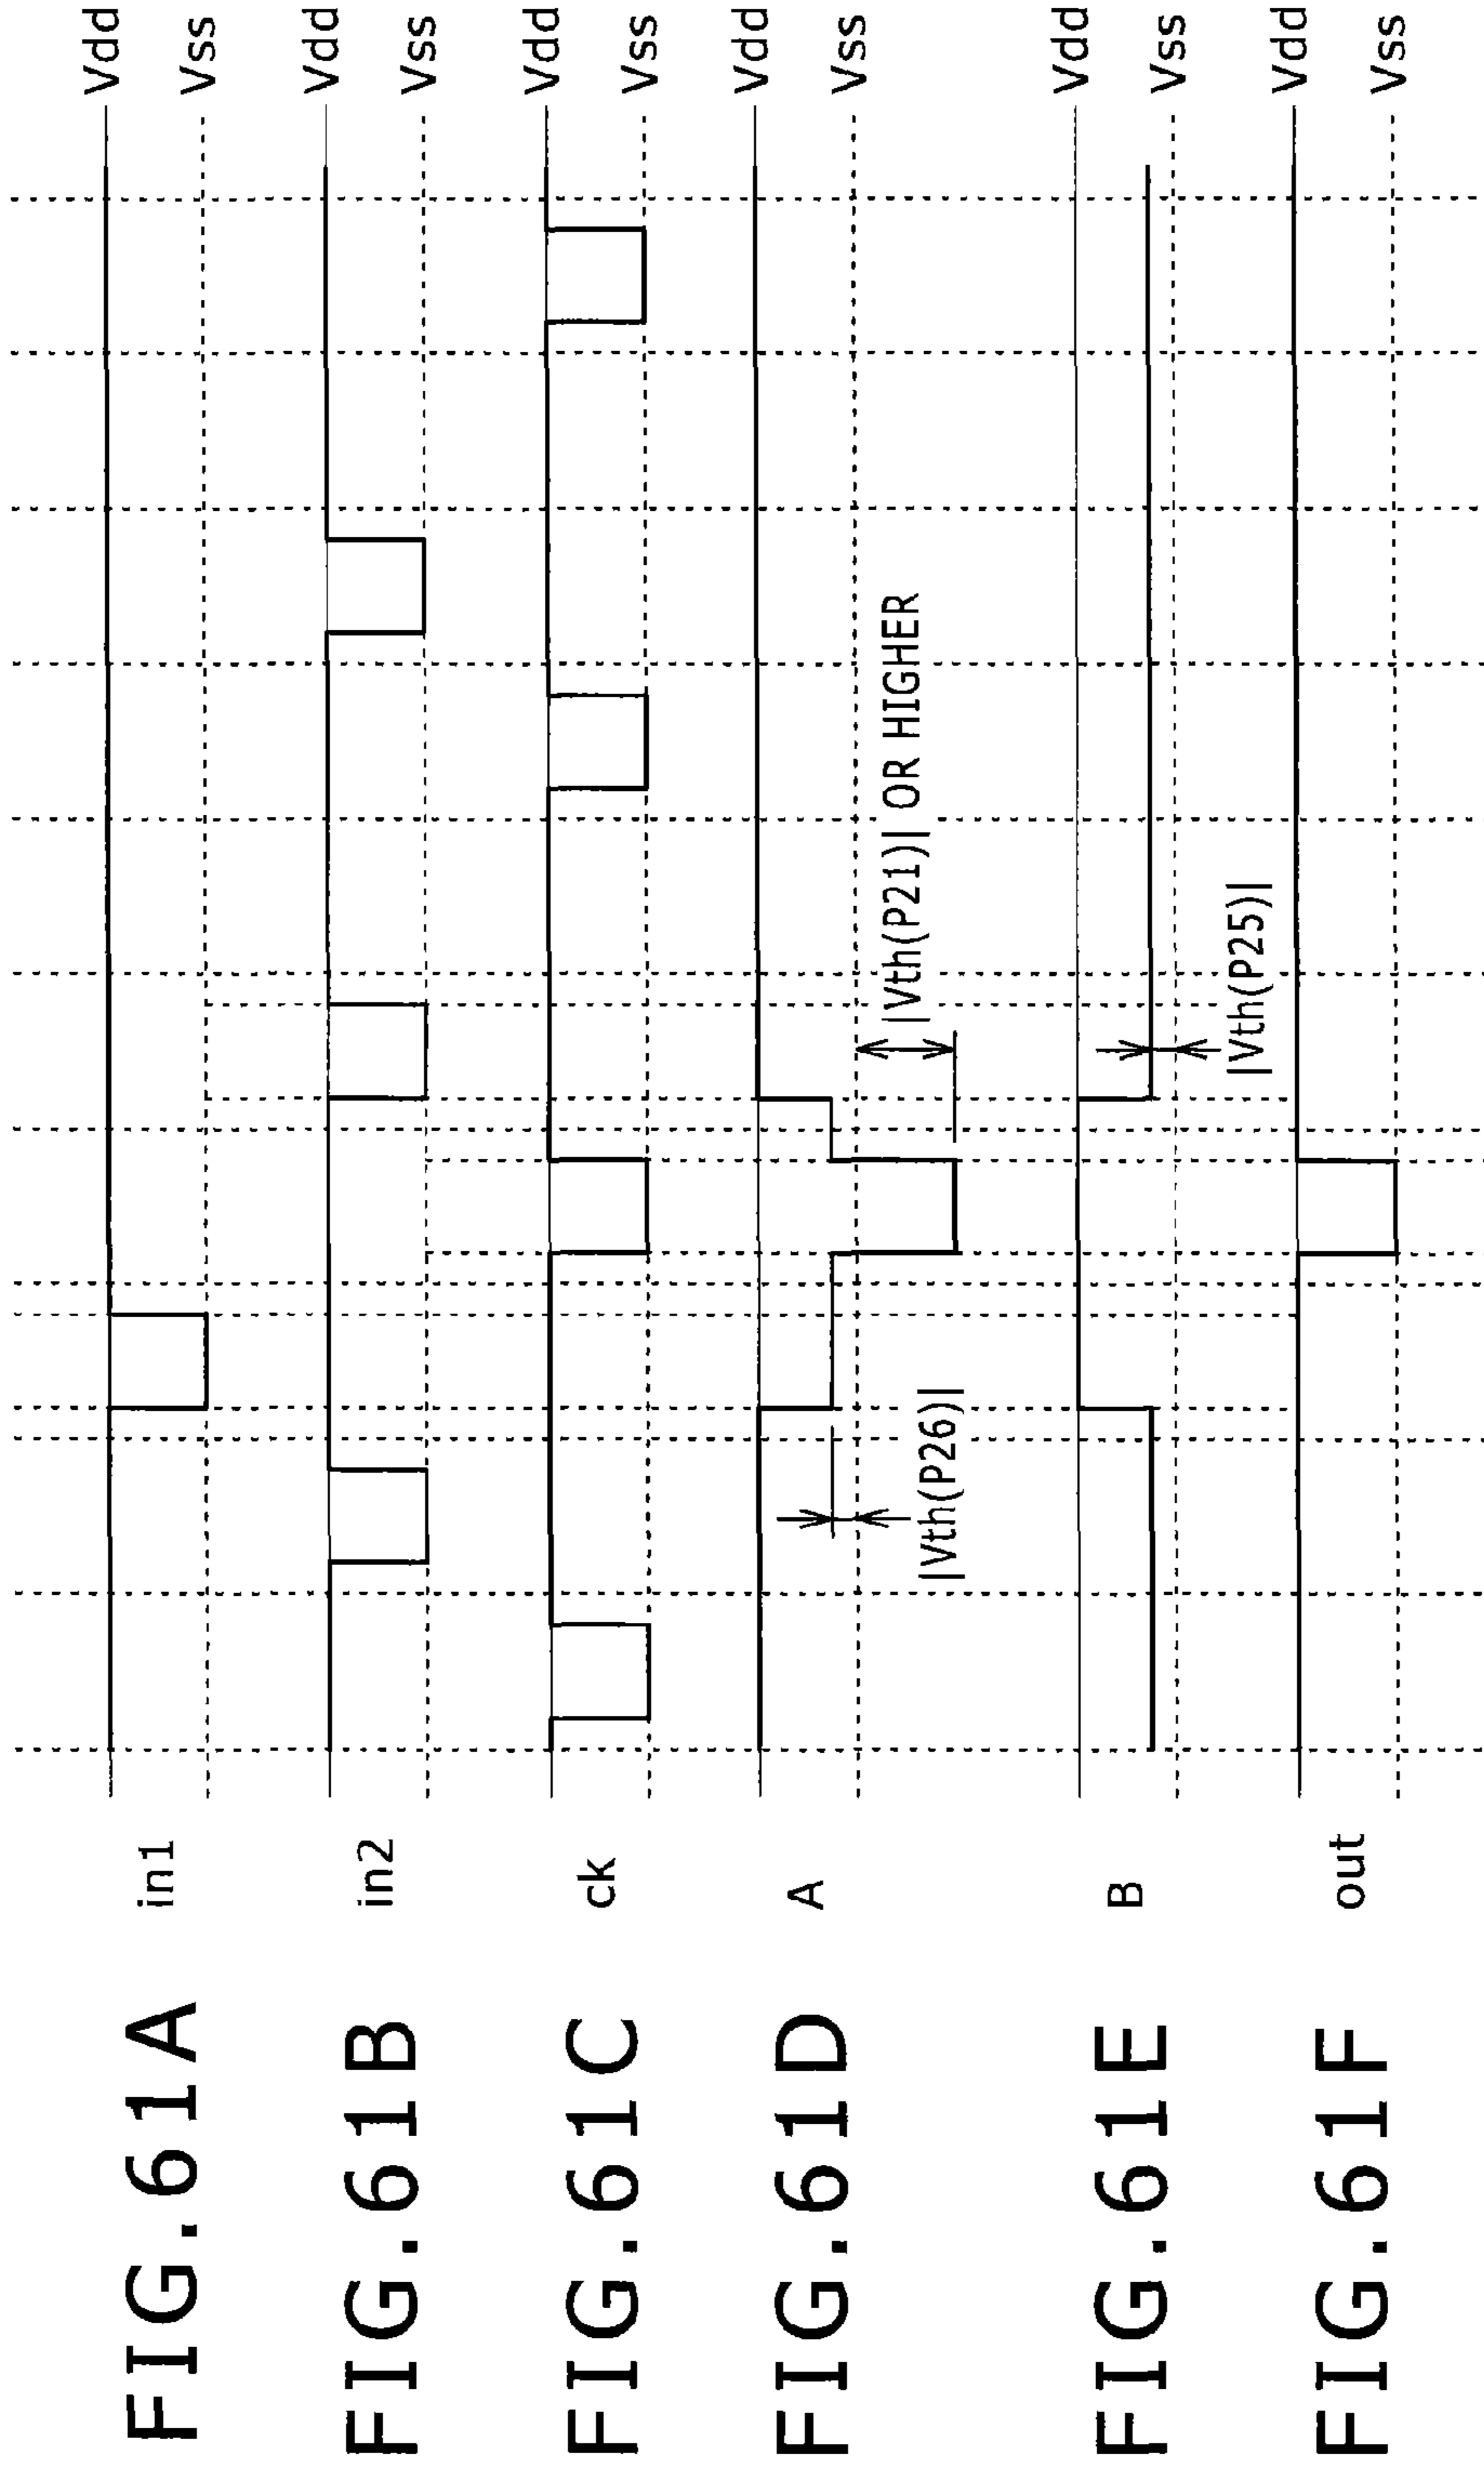 FIG.61A in1 Vdd
Vss
FIG.61B in2 Vdd
Vss
FIG.61C ck Vdd
Vss
FIG.61D A Vdd
Vss
|Vth(P26)|
|Vth(P21)| OR HIGHER
FIG.61E B Vdd
Vss
|Vth(P25)|
FIG.61F out Vdd
Vss